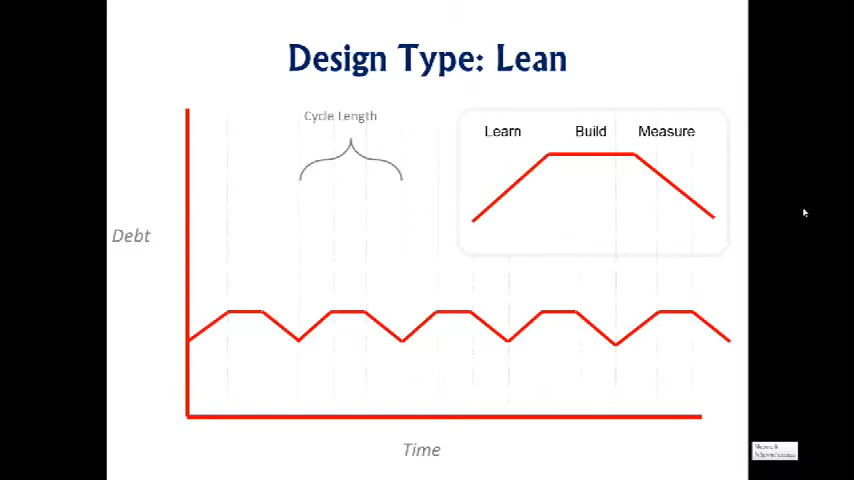 Design Type: Lean
Cycle Length
Learn Build Measure
Debt
Time